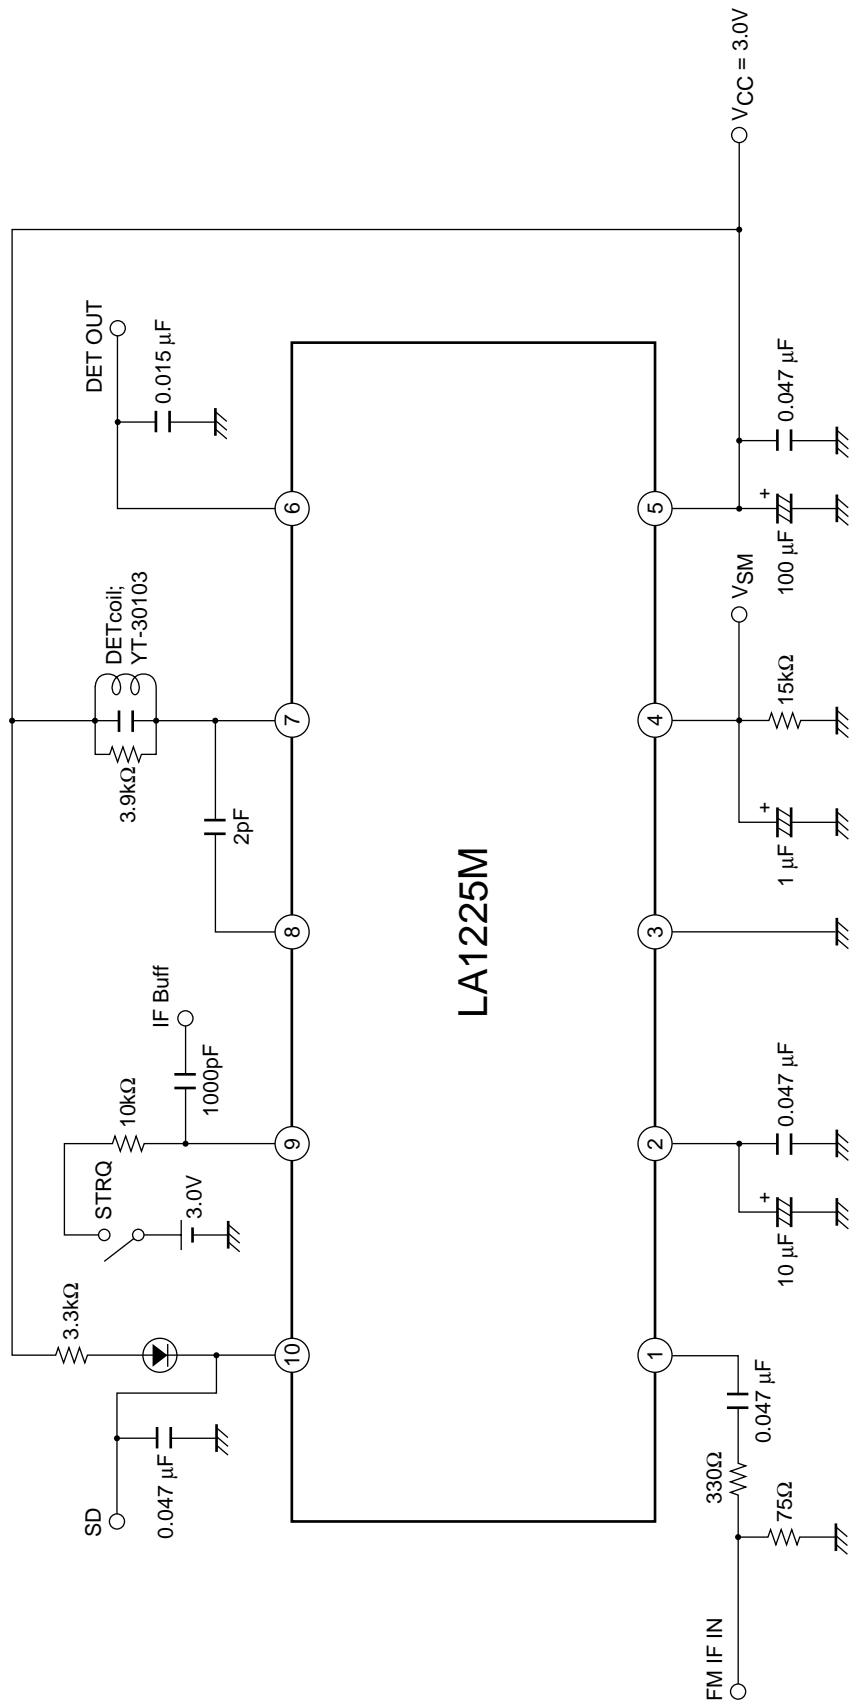 SD
0.047 µF
3.3kΩ
STRQ
3.0V
10kΩ
IF Buff
1000pF
2pF
3.9kΩ
DETcoil;
YT-30103
DET OUT
0.015 µF
VCC = 3.0V
10
9
8
7
6
LA1225M
1
2
3
4
5
FM IF IN
75Ω
330Ω
0.047 µF
10 µF
+
0.047 µF
1 µF
+
15kΩ
VSM
100 µF
+
0.047 µF